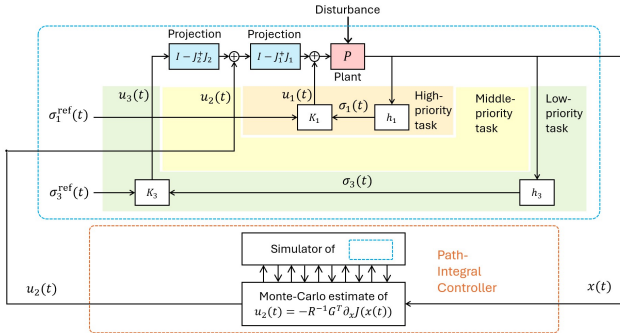 Disturbance
Projection
Projection
I − J₂⁺J₂
I − J₁⁺J₁
P
Plant
u₃(t)
u₂(t)
u₁(t)
σ₁(t)
High-
priority
task
Middle-
priority
task
Low-
priority
task
σ₁ʳᵉᶠ(t)
K₁
h₁
σ₃(t)
σ₃ʳᵉᶠ(t)
K₃
h₃
Simulator of
Path-
Integral
Controller
u₂(t)
Monte-Carlo estimate of
u₂(t) = −R⁻¹Gᵀ∂ₓJ(x(t))
x(t)